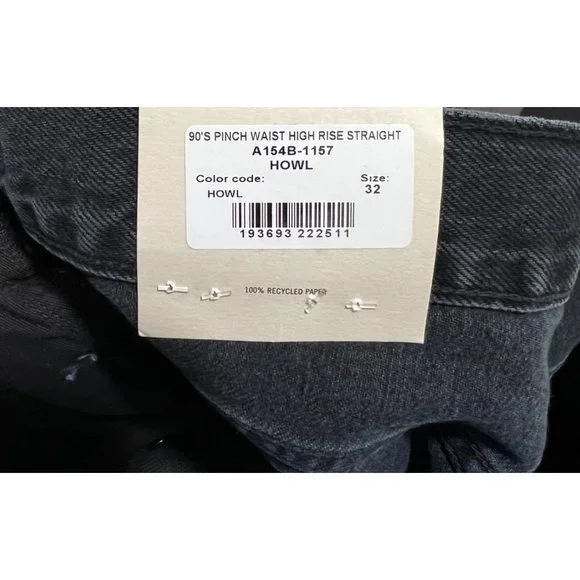 90'S PINCH WAIST HIGH RISE STRAIGHT
A154B-1157
HOWL
Color code: Size:
HOWL 32
193693 222511
100% RECYCLED PAPER